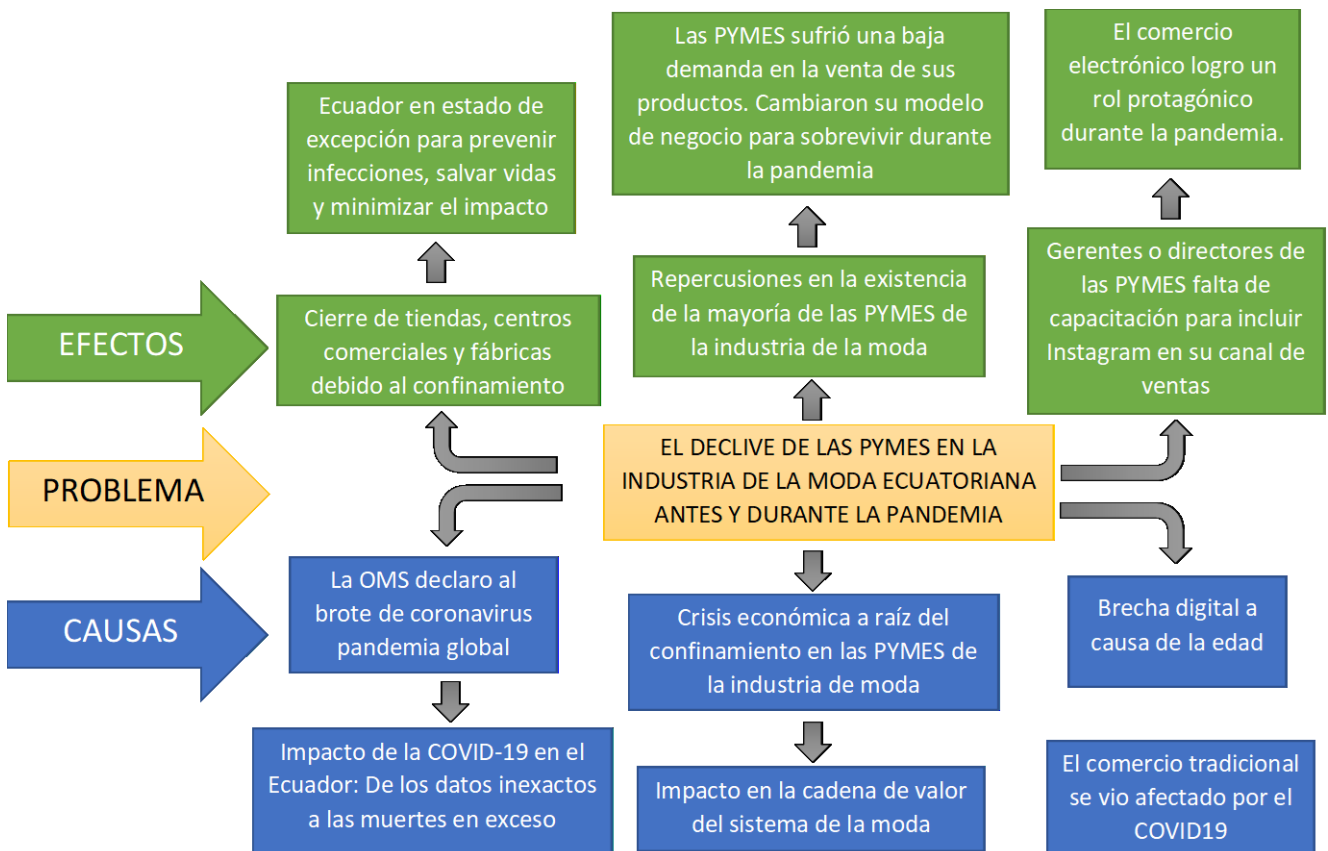 Las PYMES sufrió una baja
demanda en la venta de sus
productos. Cambiaron su modelo
de negocio para sobrevivir durante
la pandemia
El comercio
electrónico logro un
rol protagónico
durante la pandemia.
Ecuador en estado de
excepción para prevenir
infecciones, salvar vidas
y minimizar el impacto
Gerentes o directores de
las PYMES falta de
capacitación para incluir
Instagram en su canal de
ventas
Repercusiones en la existencia
de la mayoría de las PYMES de
la industria de la moda
EFECTOS
Cierre de tiendas, centros
comerciales y fábricas
debido al confinamiento
PROBLEMA
EL DECLIVE DE LAS PYMES EN LA
INDUSTRIA DE LA MODA ECUATORIANA
ANTES Y DURANTE LA PANDEMIA
CAUSAS
La OMS declaro al
brote de coronavirus
pandemia global
Crisis económica a raíz del
confinamiento en las PYMES de
la industria de moda
Brecha digital a
causa de la edad
Impacto de la COVID-19 en el
Ecuador: De los datos inexactos
a las muertes en exceso
Impacto en la cadena de valor
del sistema de la moda
El comercio tradicional
se vio afectado por el
COVID19